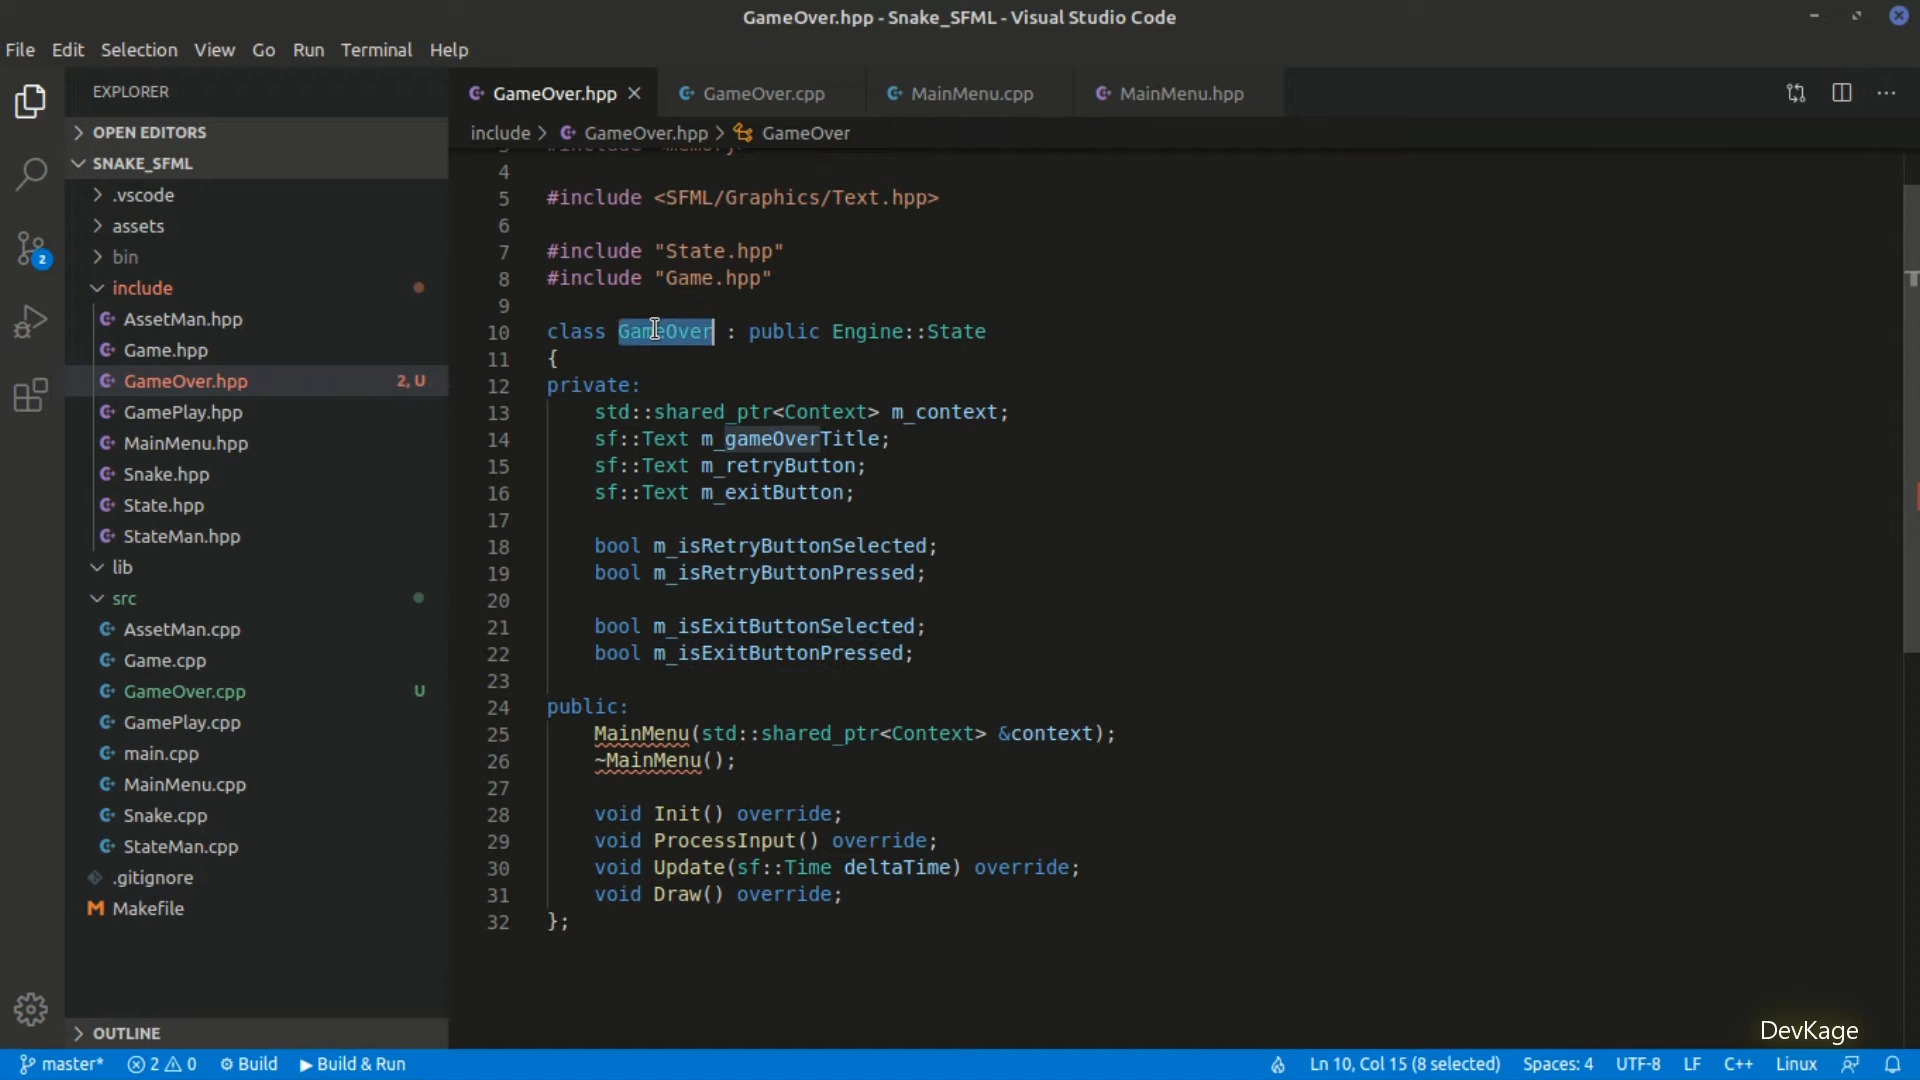 GameOver.hpp - Snake_SFML - Visual Studio Code
File Edit Selection View Go Run Terminal Help
EXPLORER
OPEN EDITORS
SNAKE_SFML
.vscode
assets
bin
include
AssetMan.hpp
Game.hpp
GameOver.hpp 2, U
GamePlay.hpp
MainMenu.hpp
Snake.hpp
State.hpp
StateMan.hpp
lib
src
AssetMan.cpp
Game.cpp
GameOver.cpp U
GamePlay.cpp
main.cpp
MainMenu.cpp
Snake.cpp
StateMan.cpp
.gitignore
Makefile
OUTLINE
2
GameOver.hpp GameOver.cpp MainMenu.cpp MainMenu.hpp
include > GameOver.hpp > GameOver
4
5 #include <SFML/Graphics/Text.hpp>
6
7 #include "State.hpp"
8 #include "Game.hpp"
9
10 class GameOver : public Engine::State
11 {
12 private:
13 std::shared_ptr<Context> m_context;
14 sf::Text m_gameOverTitle;
15 sf::Text m_retryButton;
16 sf::Text m_exitButton;
17
18 bool m_isRetryButtonSelected;
19 bool m_isRetryButtonPressed;
20
21 bool m_isExitButtonSelected;
22 bool m_isExitButtonPressed;
23
24 public:
25 MainMenu(std::shared_ptr<Context> &context);
26 ~MainMenu();
27
28 void Init() override;
29 void ProcessInput() override;
30 void Update(sf::Time deltaTime) override;
31 void Draw() override;
32 };
DevKage
master* 2 0 Build Build & Run Ln 10, Col 15 (8 selected) Spaces: 4 UTF-8 LF C++ Linux